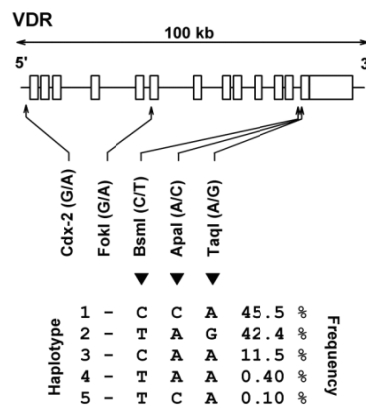 VDR
100 kb
5' 3'
Cdx-2 (G/A)
FokI (G/A)
BsmI (C/T)
ApaI (A/C)
TaqI (A/G)
Haplotype
1 - C C A 45.5 %
2 - T A G 42.4 %
3 - C A A 11.5 %
4 - T A A 0.40 %
5 - T C A 0.10 %
Frequency